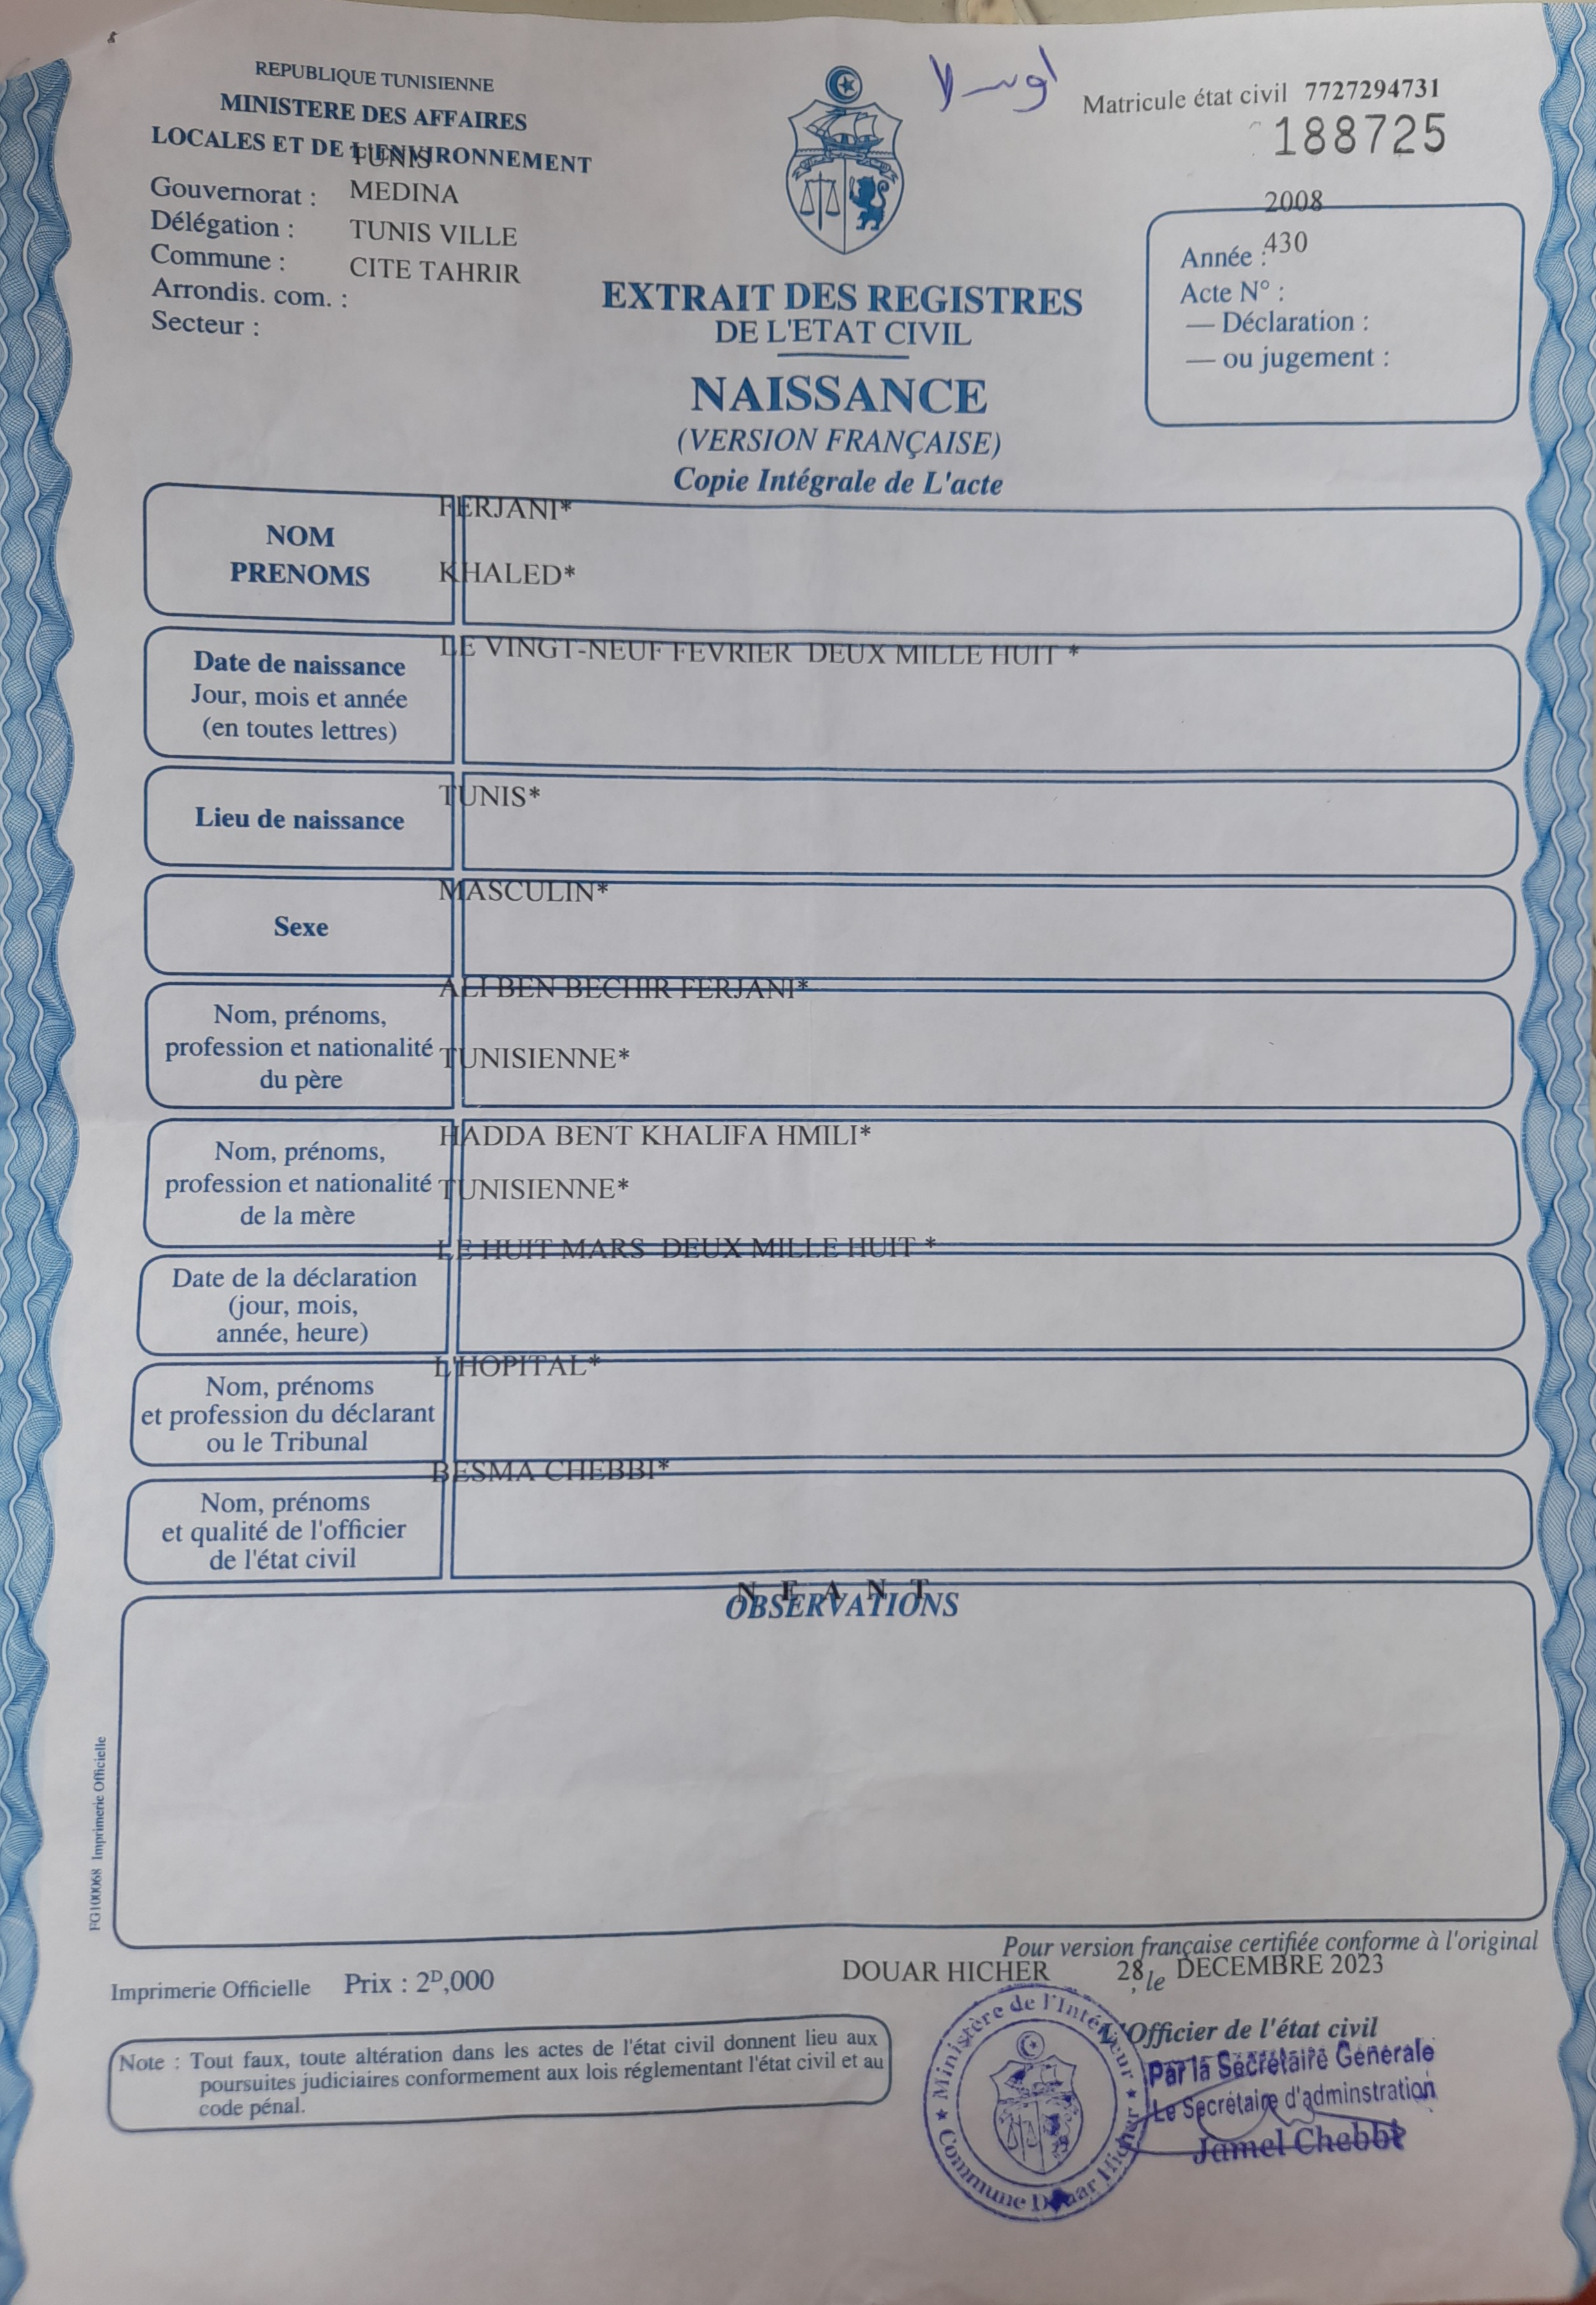 REPUBLIQUE TUNISIENNE
MINISTERE DES AFFAIRES
LOCALES ET DE L'ENVIRONNEMENT
TUNIS
Gouvernorat : MEDINA
Délégation : TUNIS VILLE
Commune : CITE TAHRIR
Arrondis. com. :
Secteur :
Matricule état civil 7727294731
188725
2008
Année : 430
Acte N° :
— Déclaration :
— ou jugement :
EXTRAIT DES REGISTRES
DE L'ETAT CIVIL
NAISSANCE
(VERSION FRANÇAISE)
Copie Intégrale de L'acte
NOM
PRENOMS
FERJANI*
KHALED*
Date de naissance
Jour, mois et année
(en toutes lettres)
LE VINGT-NEUF FEVRIER DEUX MILLE HUIT *
Lieu de naissance
TUNIS*
Sexe
MASCULIN*
Nom, prénoms,
profession et nationalité
du père
ALI BEN BECHIR FERJANI*
TUNISIENNE*
Nom, prénoms,
profession et nationalité
de la mère
HADDA BENT KHALIFA HMILI*
TUNISIENNE*
Date de la déclaration
(jour, mois,
année, heure)
LE HUIT MARS DEUX MILLE HUIT *
Nom, prénoms
et profession du déclarant
ou le Tribunal
L'HOPITAL*
Nom, prénoms
et qualité de l'officier
de l'état civil
BESMA CHEBBI*
N E A N T
OBSERVATIONS
FG100068 Imprimerie Officielle
Pour version française certifiée conforme à l'original
DOUAR HICHER 28, le DECEMBRE 2023
Imprimerie Officielle Prix : 2ᴰ,000
L'Officier de l'état civil
Par la Secrétaire Générale
Le Secrétaire d'adminstration
Jamel Chebbi
Ministère de l'Intérieur
Commune Douar Hicher
Note : Tout faux, toute altération dans les actes de l'état civil donnent lieu aux
poursuites judiciaires conformement aux lois réglementant l'état civil et au
code pénal.